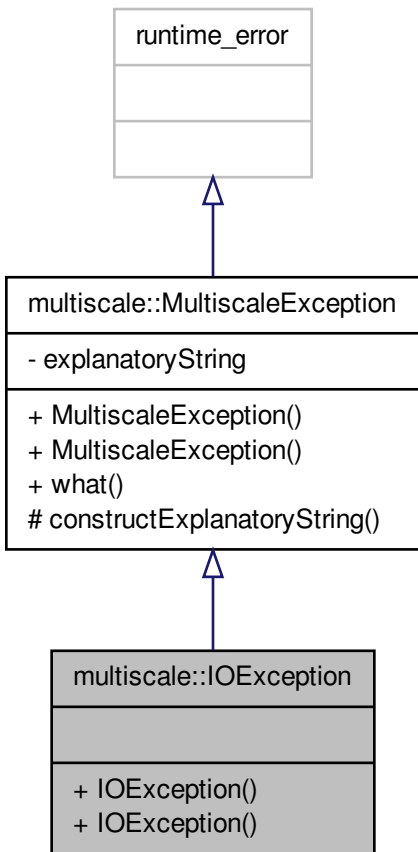 runtime_error
multiscale::MultiscaleException
- explanatoryString
+ MultiscaleException()
+ MultiscaleException()
+ what()
# constructExplanatoryString()
multiscale::IOException
+ IOException()
+ IOException()